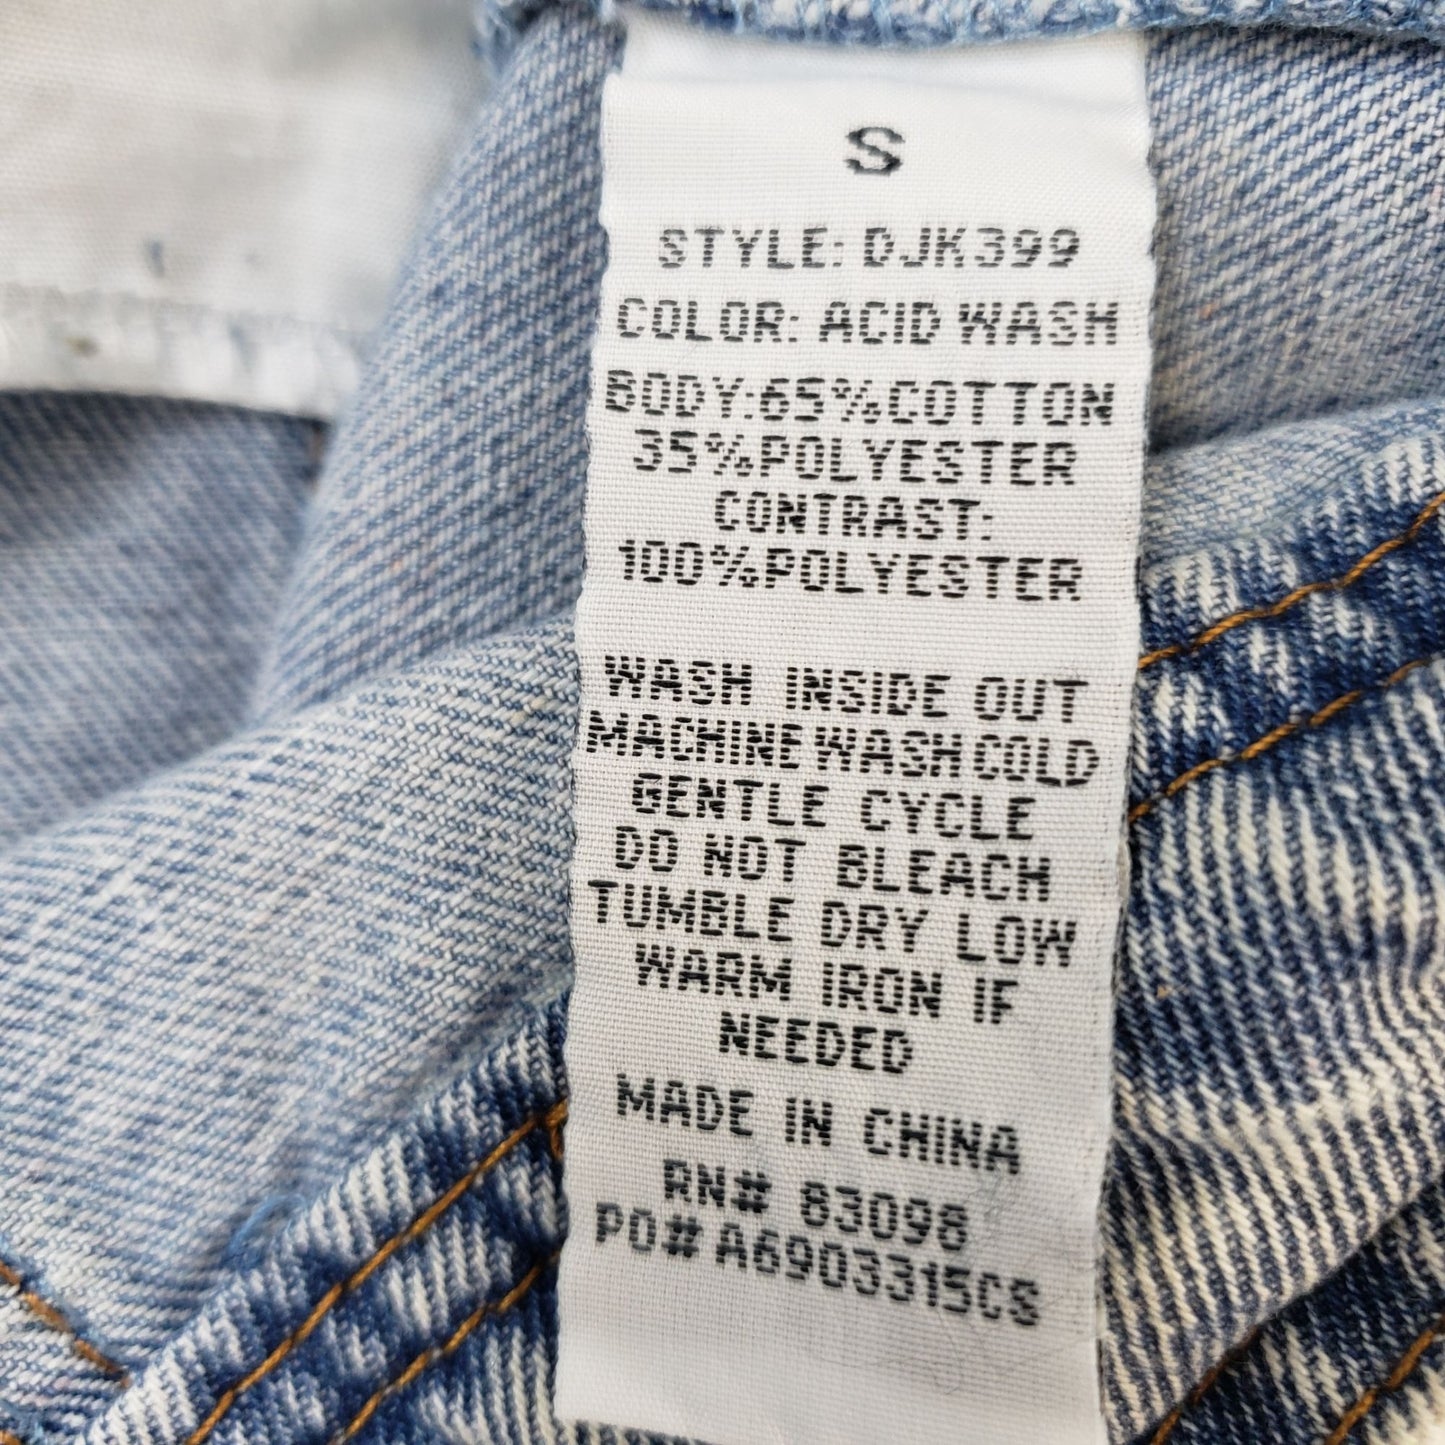 S
STYLE: DJK399
COLOR: ACID WASH
BODY:65%COTTON
35%POLYESTER
CONTRAST:
100%POLYESTER
WASH INSIDE OUT
MACHINE WASH COLD
GENTLE CYCLE
DO NOT BLEACH
TUMBLE DRY LOW
WARM IRON IF
NEEDED
MADE IN CHINA
RN# 83098
PO# A6903315CS